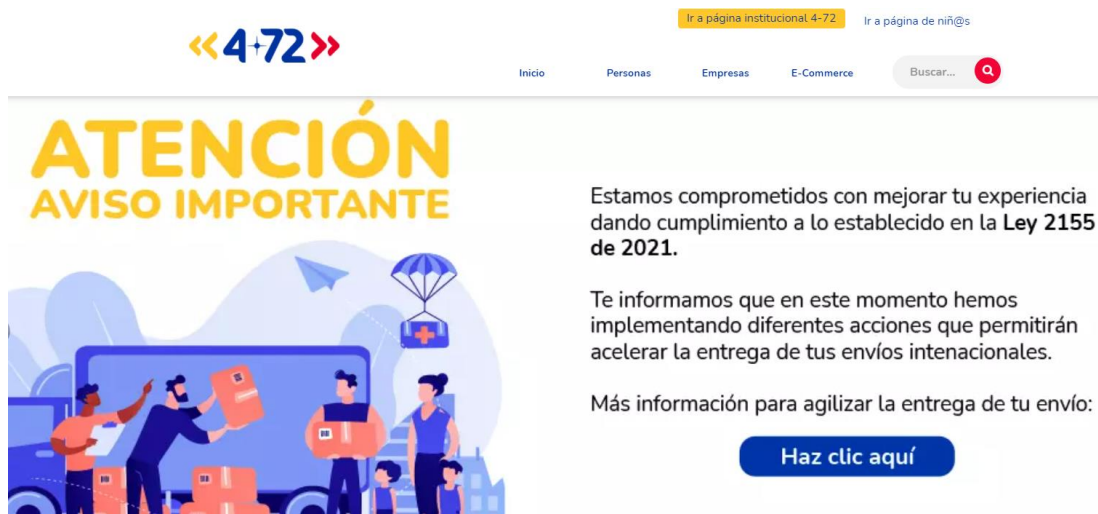 Ir a página institucional 4-72
Ir a página de niñ@s
4-72
Inicio
Personas
Empresas
E-Commerce
Buscar...
ATENCIÓN
AVISO IMPORTANTE
Estamos comprometidos con mejorar tu experiencia
dando cumplimiento a lo establecido en la Ley 2155
de 2021.
Te informamos que en este momento hemos
implementando diferentes acciones que permitirán
acelerar la entrega de tus envíos intenacionales.
Más información para agilizar la entrega de tu envío:
Haz clic aquí